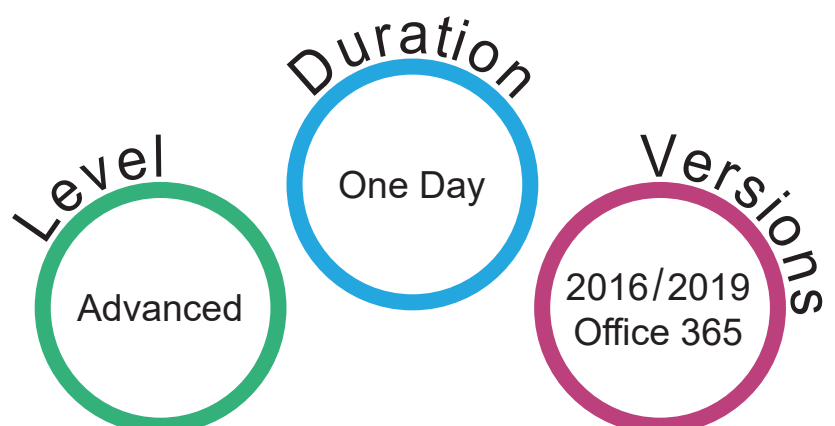 Level
Advanced
Duration
One Day
Versions
2016/2019
Office 365